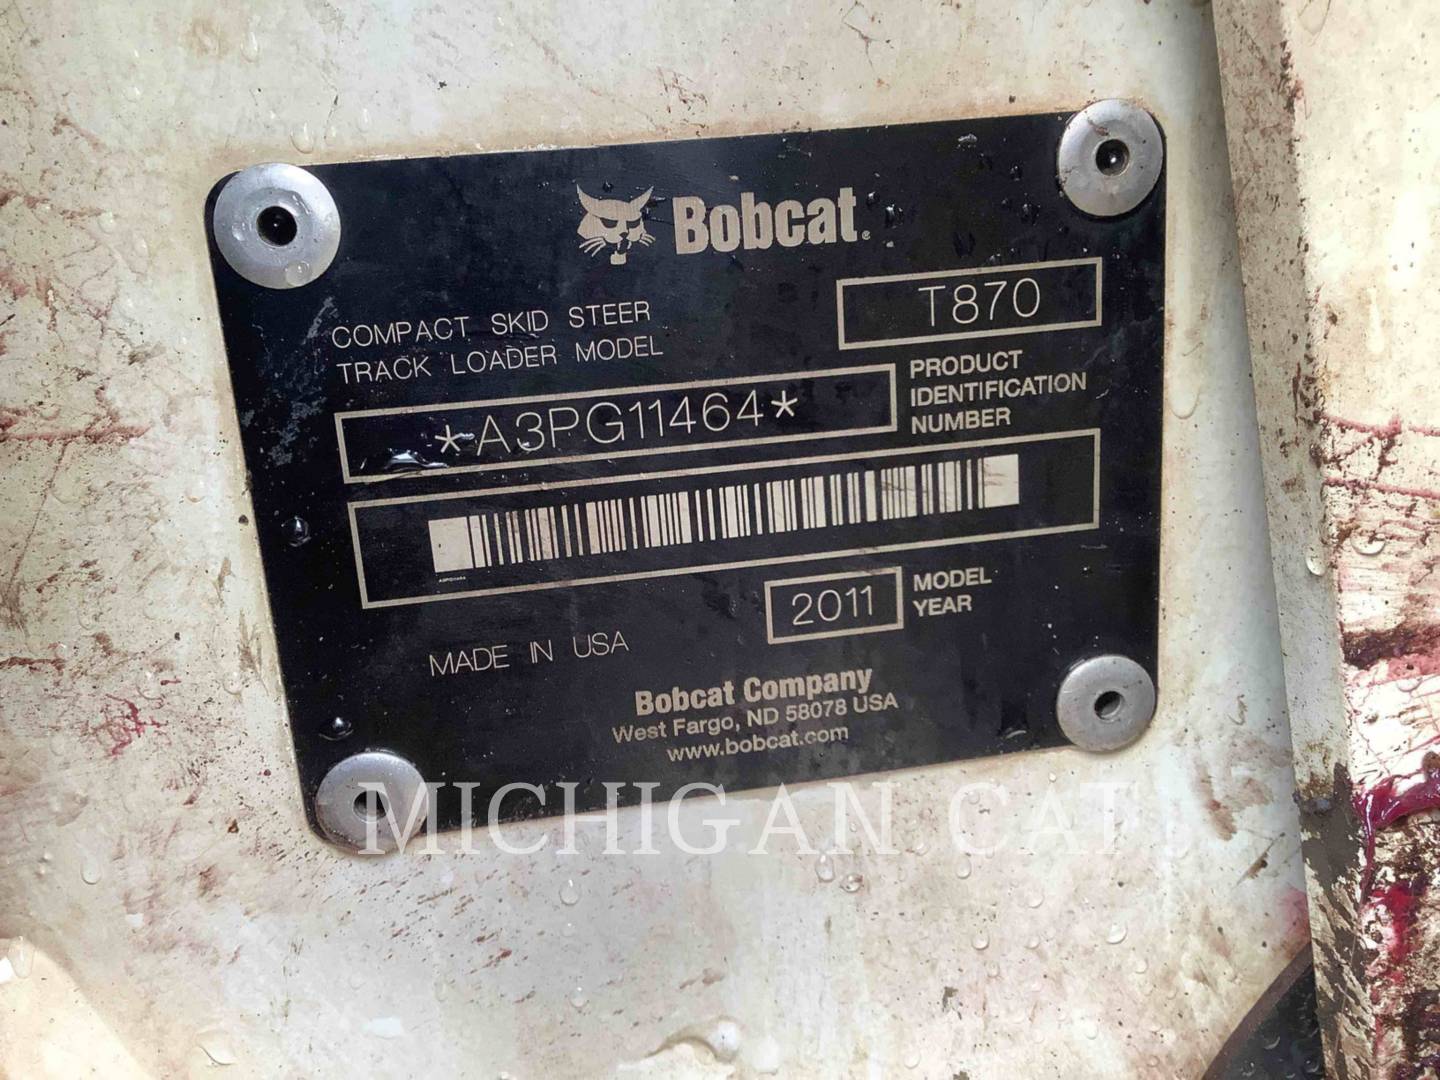 Bobcat®
COMPACT SKID STEER
TRACK LOADER MODEL
T870
*A3PG11464*
PRODUCT
IDENTIFICATION
NUMBER
A3PG11464
2011
MODEL
YEAR
MADE IN USA
Bobcat Company
West Fargo, ND 58078 USA
www.bobcat.com
MICHIGAN CAT